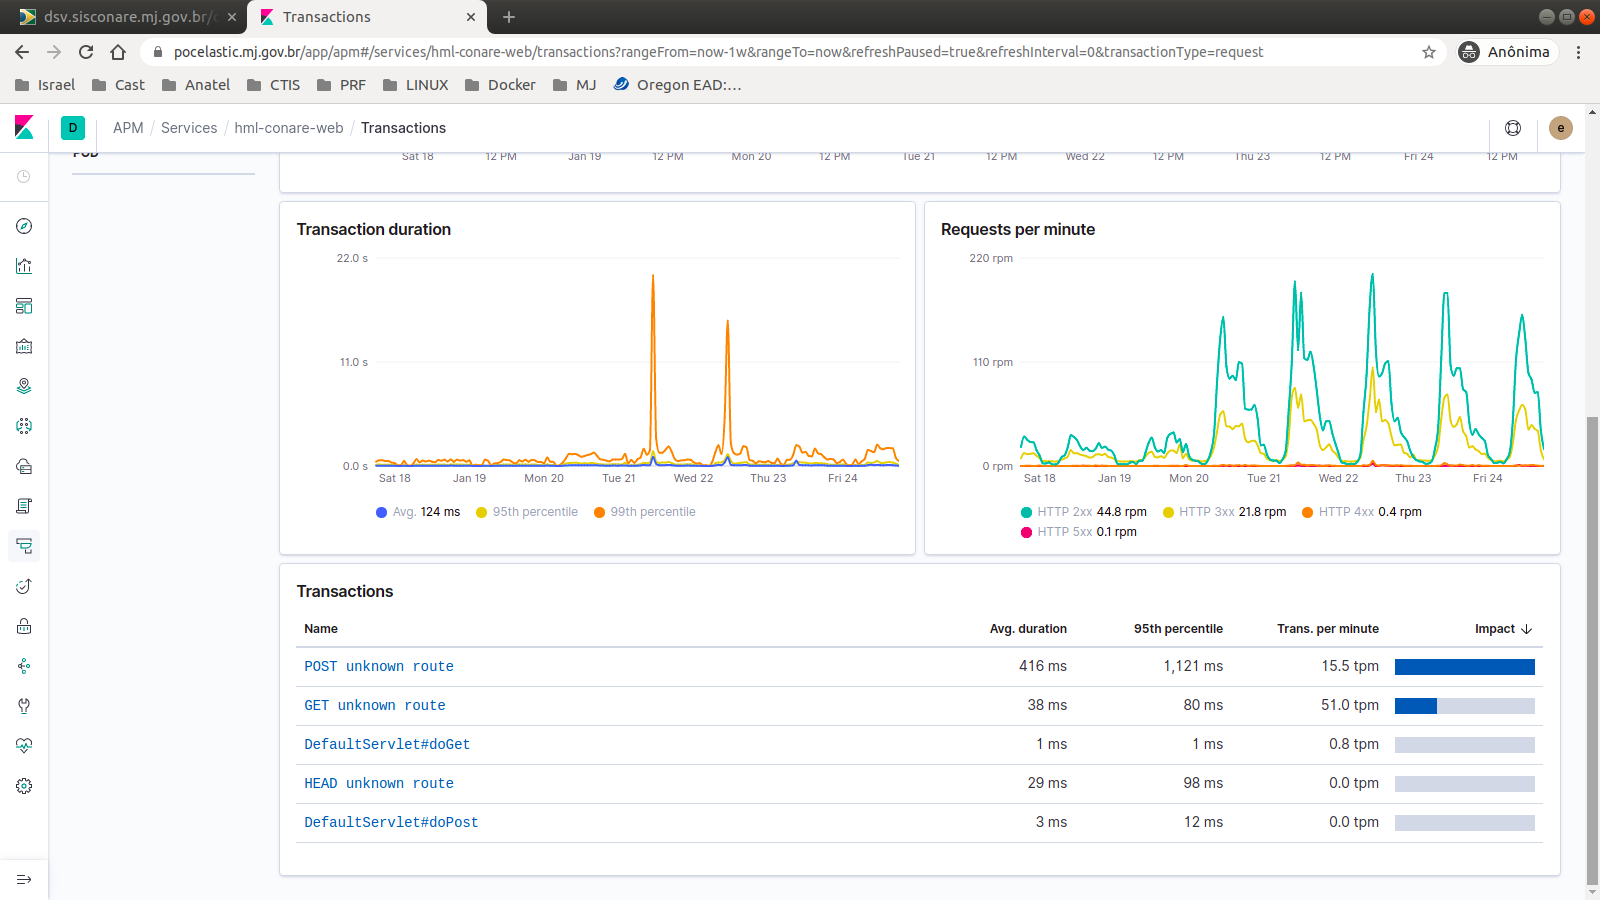 dsv.sisconare.mj.gov.br/
Transactions
pocelastic.mj.gov.br/app/apm#/services/hml-conare-web/transactions?rangeFrom=now-1w&rangeTo=now&refreshPaused=true&refreshInterval=0&transactionType=request
Anônima
Israel Cast Anatel CTIS PRF LINUX Docker MJ Oregon EAD:...
D APM / Services / hml-conare-web / Transactions e
POD
Sat 18 12 PM Jan 19 12 PM Mon 20 12 PM Tue 21 12 PM Wed 22 12 PM Thu 23 12 PM Fri 24 12 PM
Transaction duration
22.0 s
11.0 s
0.0 s
Sat 18 Jan 19 Mon 20 Tue 21 Wed 22 Thu 23 Fri 24
Avg. 124 ms 95th percentile 99th percentile
Requests per minute
220 rpm
110 rpm
0 rpm
Sat 18 Jan 19 Mon 20 Tue 21 Wed 22 Thu 23 Fri 24
HTTP 2xx 44.8 rpm HTTP 3xx 21.8 rpm HTTP 4xx 0.4 rpm
HTTP 5xx 0.1 rpm
Transactions
Name Avg. duration 95th percentile Trans. per minute Impact
POST unknown route 416 ms 1,121 ms 15.5 tpm
GET unknown route 38 ms 80 ms 51.0 tpm
DefaultServlet#doGet 1 ms 1 ms 0.8 tpm
HEAD unknown route 29 ms 98 ms 0.0 tpm
DefaultServlet#doPost 3 ms 12 ms 0.0 tpm